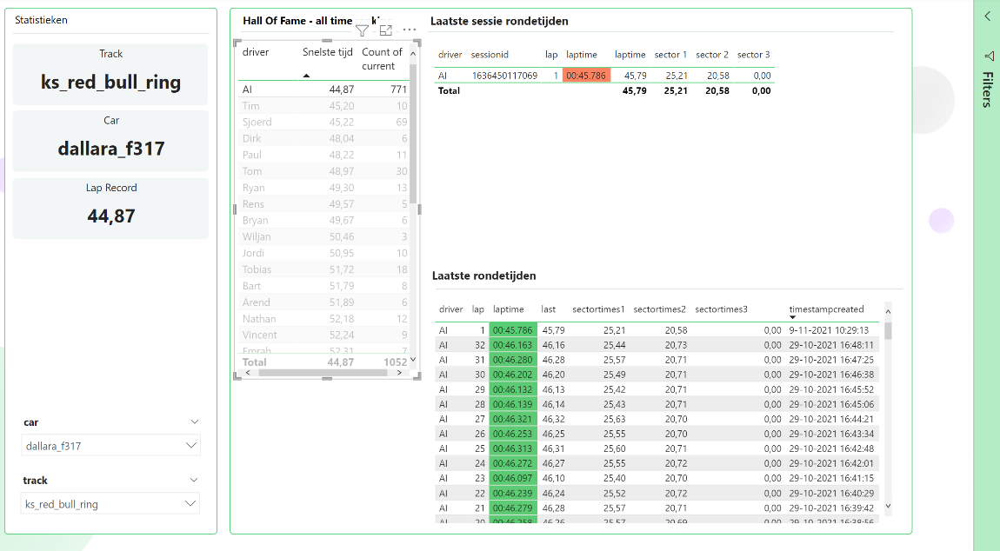 Statistieken
Track
ks_red_bull_ring
Car
dallara_f317
Lap Record
44,87
car
dallara_f317
track
ks_red_bull_ring
Hall Of Fame - all time
driver Snelste tijd Count of current
AI 44,87 771
Tim 45,20 10
Sjoerd 45,22 69
Dirk 48,04 6
Paul 48,22 11
Tom 48,97 30
Ryan 49,30 13
Rens 49,57 5
Bryan 49,67 6
Wiljan 50,46 3
Jordi 50,95 10
Tobias 51,72 18
Bart 51,79 8
Arend 51,89 6
Nathan 52,18 12
Vincent 52,24 9
Emrah 52,31 7
Total 44,87 1052
Laatste sessie rondetijden
driver sessionid lap laptime laptime sector 1 sector 2 sector 3
AI 1636450117069 1 00:45.786 45,79 25,21 20,58 0,00
Total 45,79 25,21 20,58 0,00
Laatste rondetijden
driver lap laptime last sectortimes1 sectortimes2 sectortimes3 timestampcreated
AI 1 00:45.786 45,79 25,21 20,58 0,00 9-11-2021 10:29:13
AI 32 00:46.163 46,16 25,44 20,73 0,00 29-10-2021 16:48:11
AI 31 00:46.280 46,28 25,57 20,71 0,00 29-10-2021 16:47:25
AI 30 00:46.202 46,20 25,49 20,71 0,00 29-10-2021 16:46:38
AI 29 00:46.132 46,13 25,42 20,71 0,00 29-10-2021 16:45:52
AI 28 00:46.139 46,14 25,43 20,71 0,00 29-10-2021 16:45:06
AI 27 00:46.321 46,32 25,63 20,70 0,00 29-10-2021 16:44:21
AI 26 00:46.253 46,25 25,55 20,70 0,00 29-10-2021 16:43:34
AI 25 00:46.313 46,31 25,60 20,71 0,00 29-10-2021 16:42:48
AI 24 00:46.272 46,27 25,55 20,72 0,00 29-10-2021 16:42:01
AI 23 00:46.097 46,10 25,40 20,70 0,00 29-10-2021 16:41:15
AI 22 00:46.239 46,24 25,52 20,72 0,00 29-10-2021 16:40:29
AI 21 00:46.279 46,28 25,57 20,71 0,00 29-10-2021 16:39:42
AI 20 00:46.258 46,26 25,57 20,69 0,00 29-10-2021 16:38:56
Filters